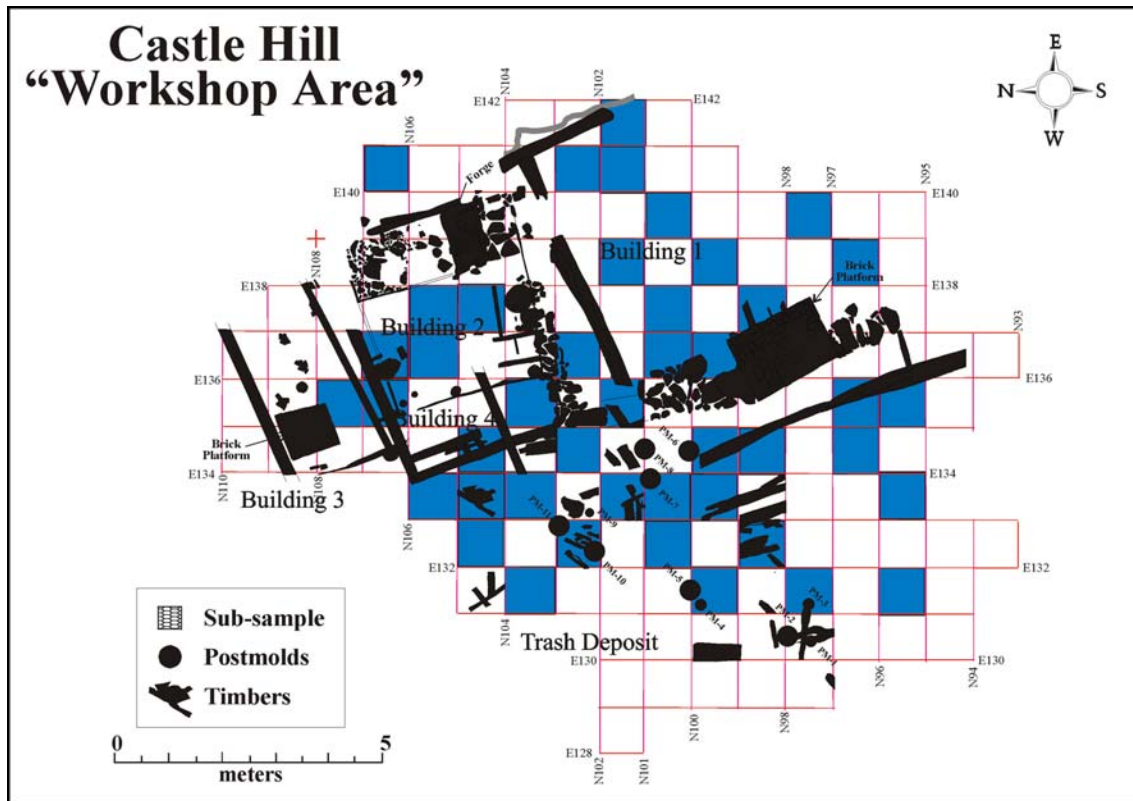 Castle Hill
“Workshop Area”
E
N
S
W
N104
N102
E142
E142
N106
Forge
E140
N98
N97
N95
E140
N108
Building 1
Brick
Platform
E138
E138
Building 2
N93
E136
E136
Building 4
Brick
Platform
PM-6
PM-8
E134
E134
N110
N108
Building 3
PM-7
PM-11
PM-9
N106
PM-10
E132
E132
PM-5
PM-4
PM-3
PM-2
PM-1
N104
Trash Deposit
E130
E130
N96
N94
N100
N98
E128
N102
N101
Sub-sample
Postmolds
Timbers
0
5
meters